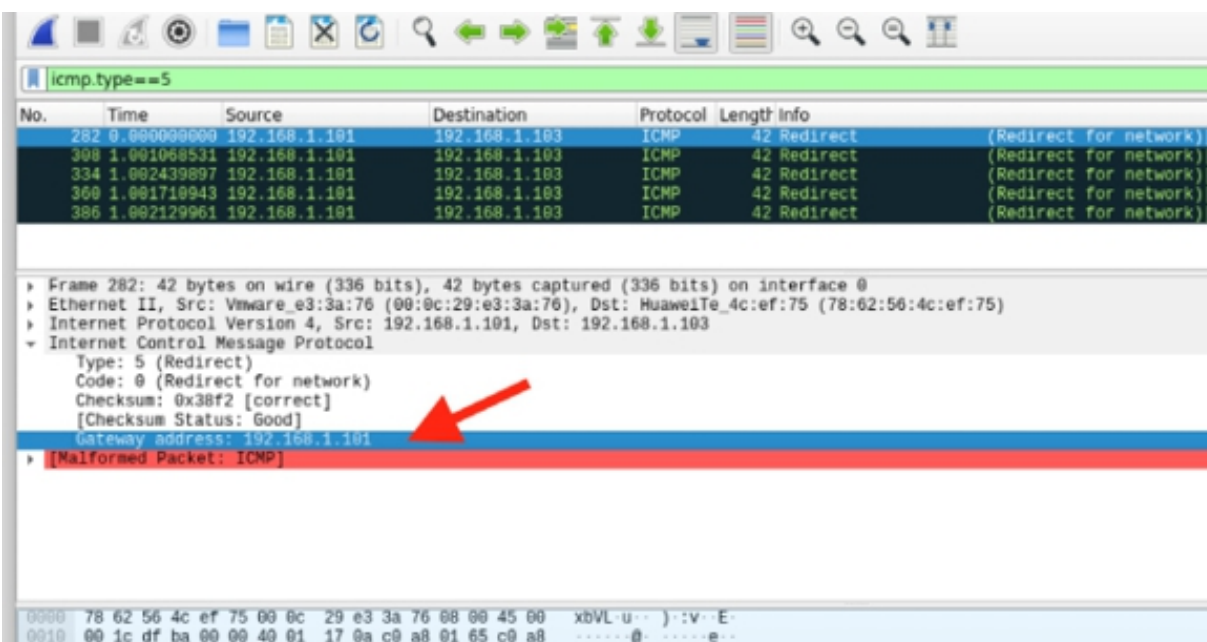 icmp.type==5
No. Time Source Destination Protocol Length Info
282 0.000000000 192.168.1.101 192.168.1.103 ICMP 42 Redirect (Redirect for network)
308 1.001068531 192.168.1.101 192.168.1.103 ICMP 42 Redirect (Redirect for network)
334 1.002439897 192.168.1.101 192.168.1.103 ICMP 42 Redirect (Redirect for network)
360 1.001710943 192.168.1.101 192.168.1.103 ICMP 42 Redirect (Redirect for network)
386 1.002129961 192.168.1.101 192.168.1.103 ICMP 42 Redirect (Redirect for network)
Frame 282: 42 bytes on wire (336 bits), 42 bytes captured (336 bits) on interface 0
Ethernet II, Src: Vmware_e3:3a:76 (00:0c:29:e3:3a:76), Dst: HuaweiTe_4c:ef:75 (78:62:56:4c:ef:75)
Internet Protocol Version 4, Src: 192.168.1.101, Dst: 192.168.1.103
Internet Control Message Protocol
Type: 5 (Redirect)
Code: 0 (Redirect for network)
Checksum: 0x38f2 [correct]
[Checksum Status: Good]
Gateway address: 192.168.1.101
[Malformed Packet: ICMP]
0000 78 62 56 4c ef 75 00 0c 29 e3 3a 76 08 00 45 00 xbVL·u·· )·:v··E·
0010 00 1c df ba 00 00 40 01 17 0a c0 a8 01 65 c0 a8 ······@· ·····e··